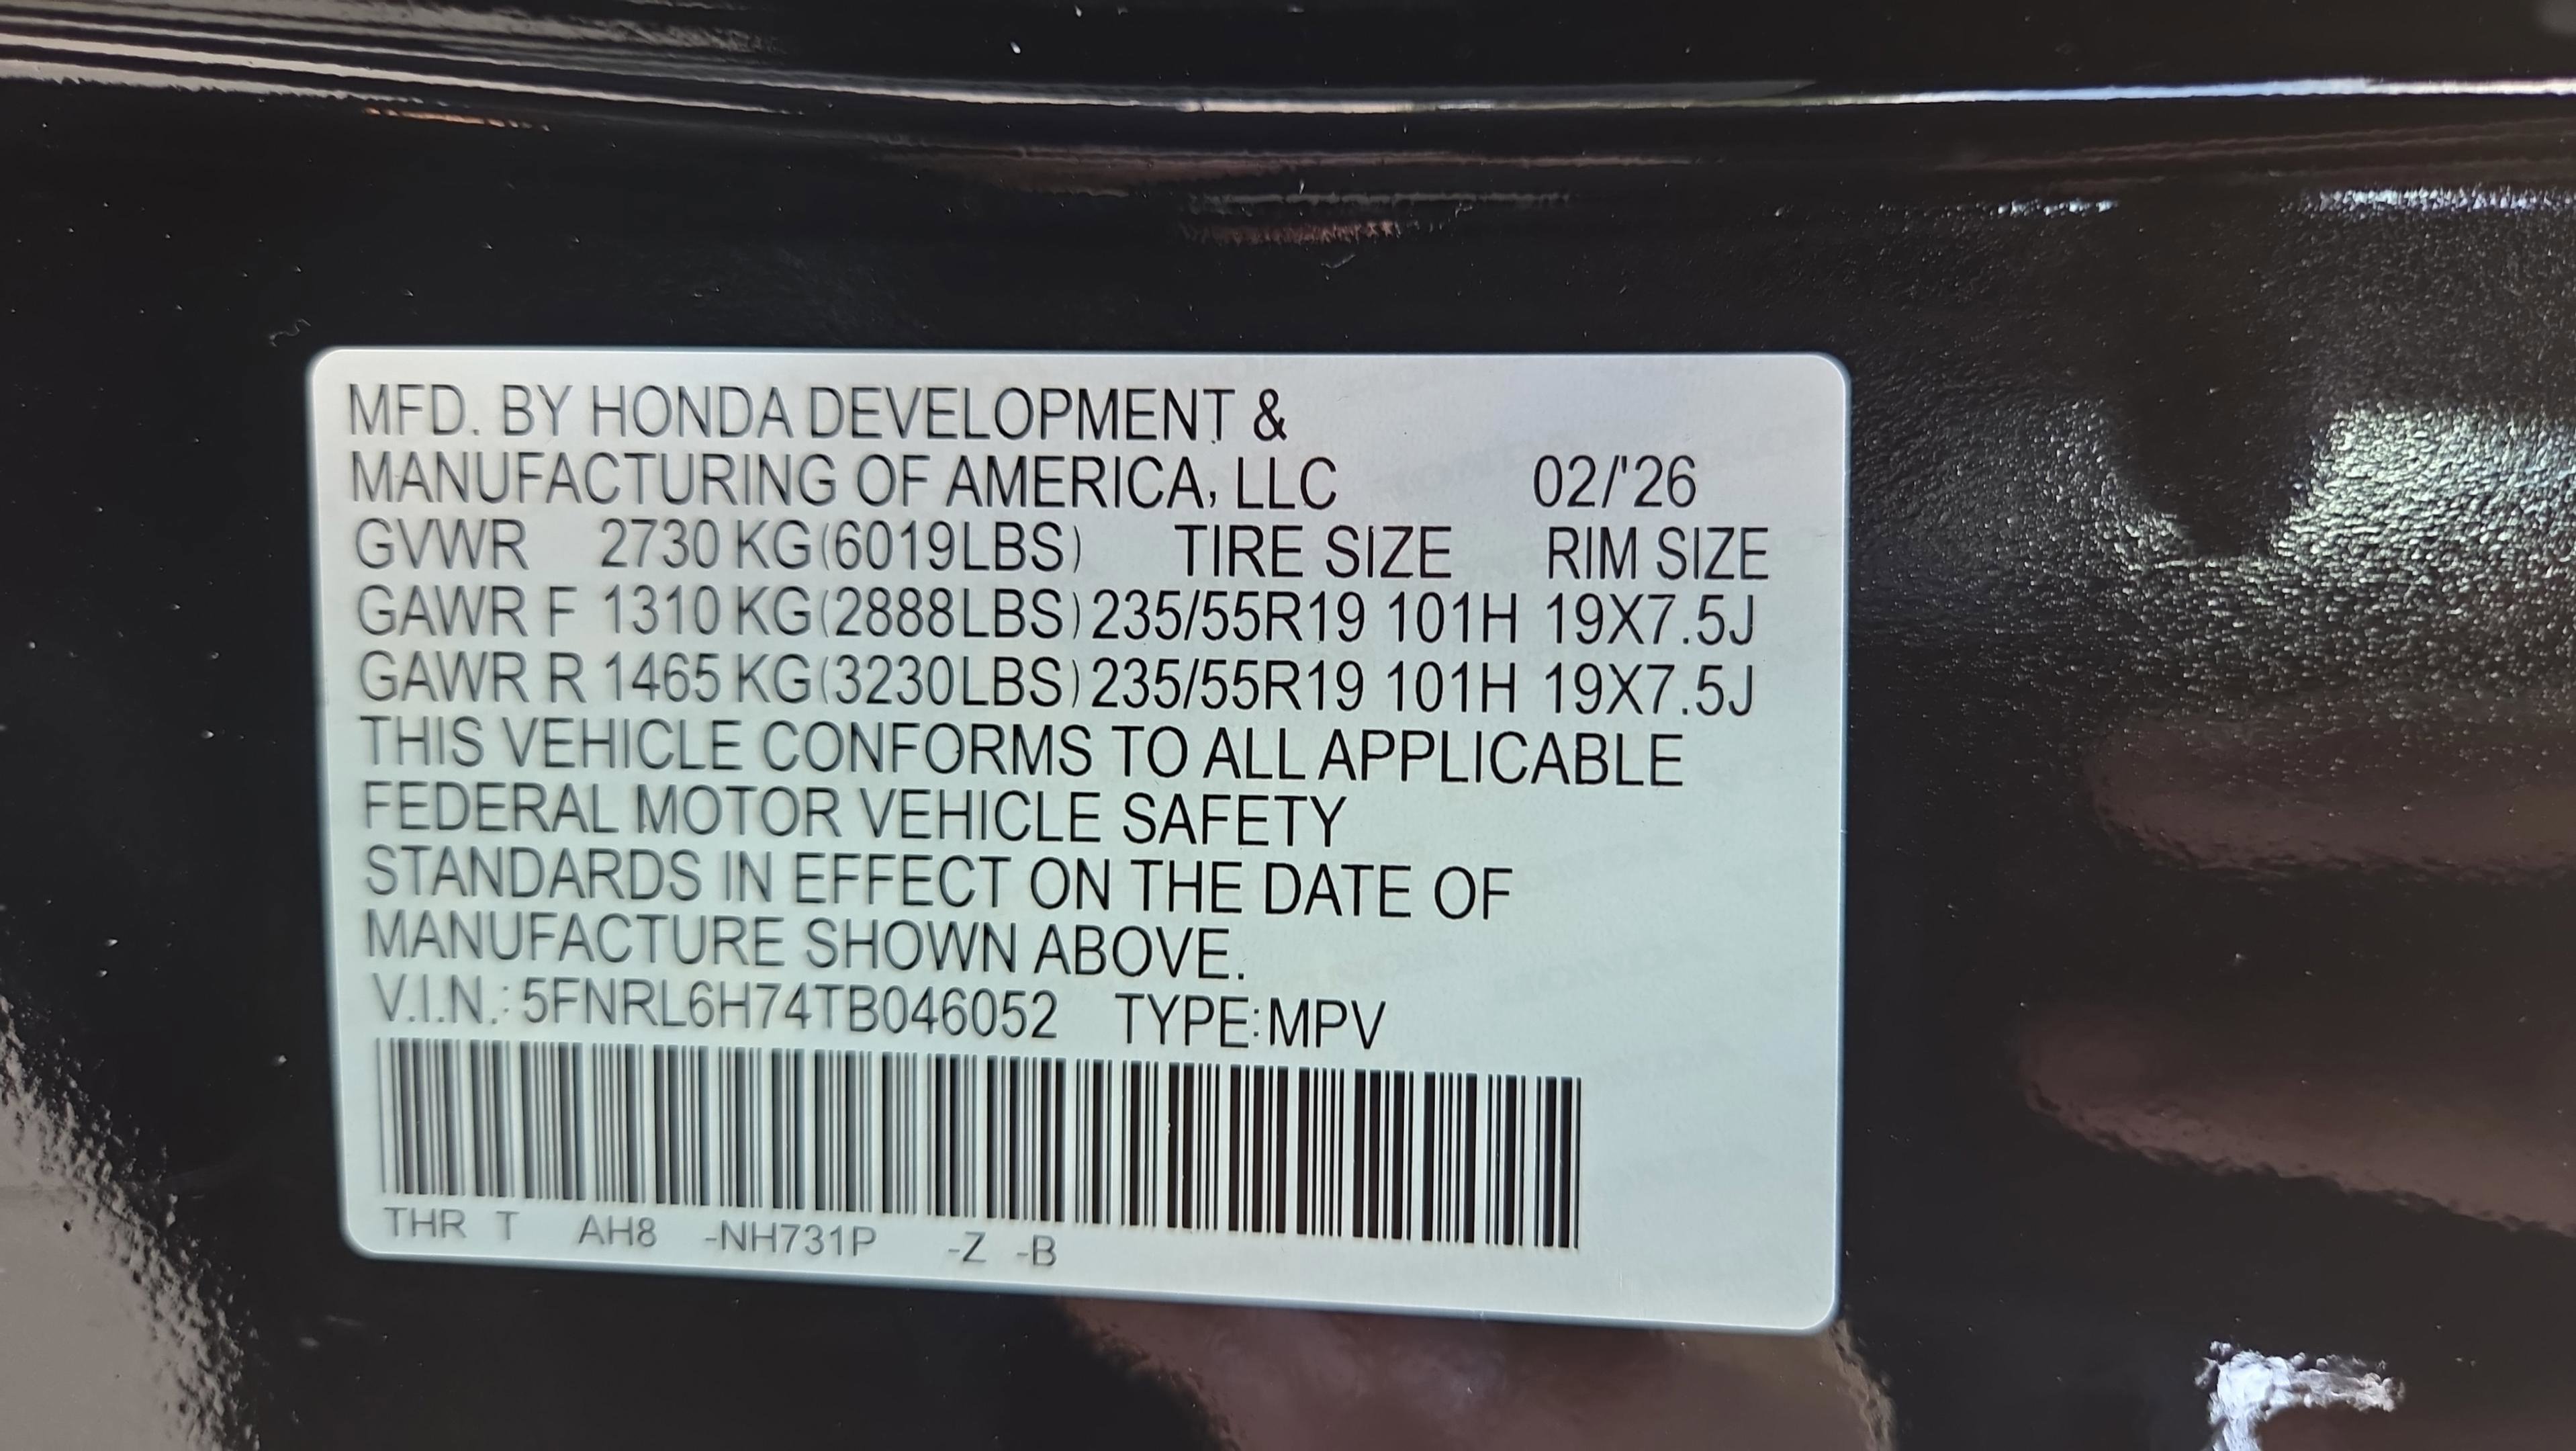 MFD. BY HONDA DEVELOPMENT &
MANUFACTURING OF AMERICA, LLC 02/'26
GVWR 2730 KG(6019LBS) TIRE SIZE RIM SIZE
GAWR F 1310 KG(2888LBS) 235/55R19 101H 19X7.5J
GAWR R 1465 KG(3230LBS) 235/55R19 101H 19X7.5J
THIS VEHICLE CONFORMS TO ALL APPLICABLE
FEDERAL MOTOR VEHICLE SAFETY
STANDARDS IN EFFECT ON THE DATE OF
MANUFACTURE SHOWN ABOVE.
V.I.N.: 5FNRL6H74TB046052 TYPE:MPV
THR T AH8 -NH731P -Z -B